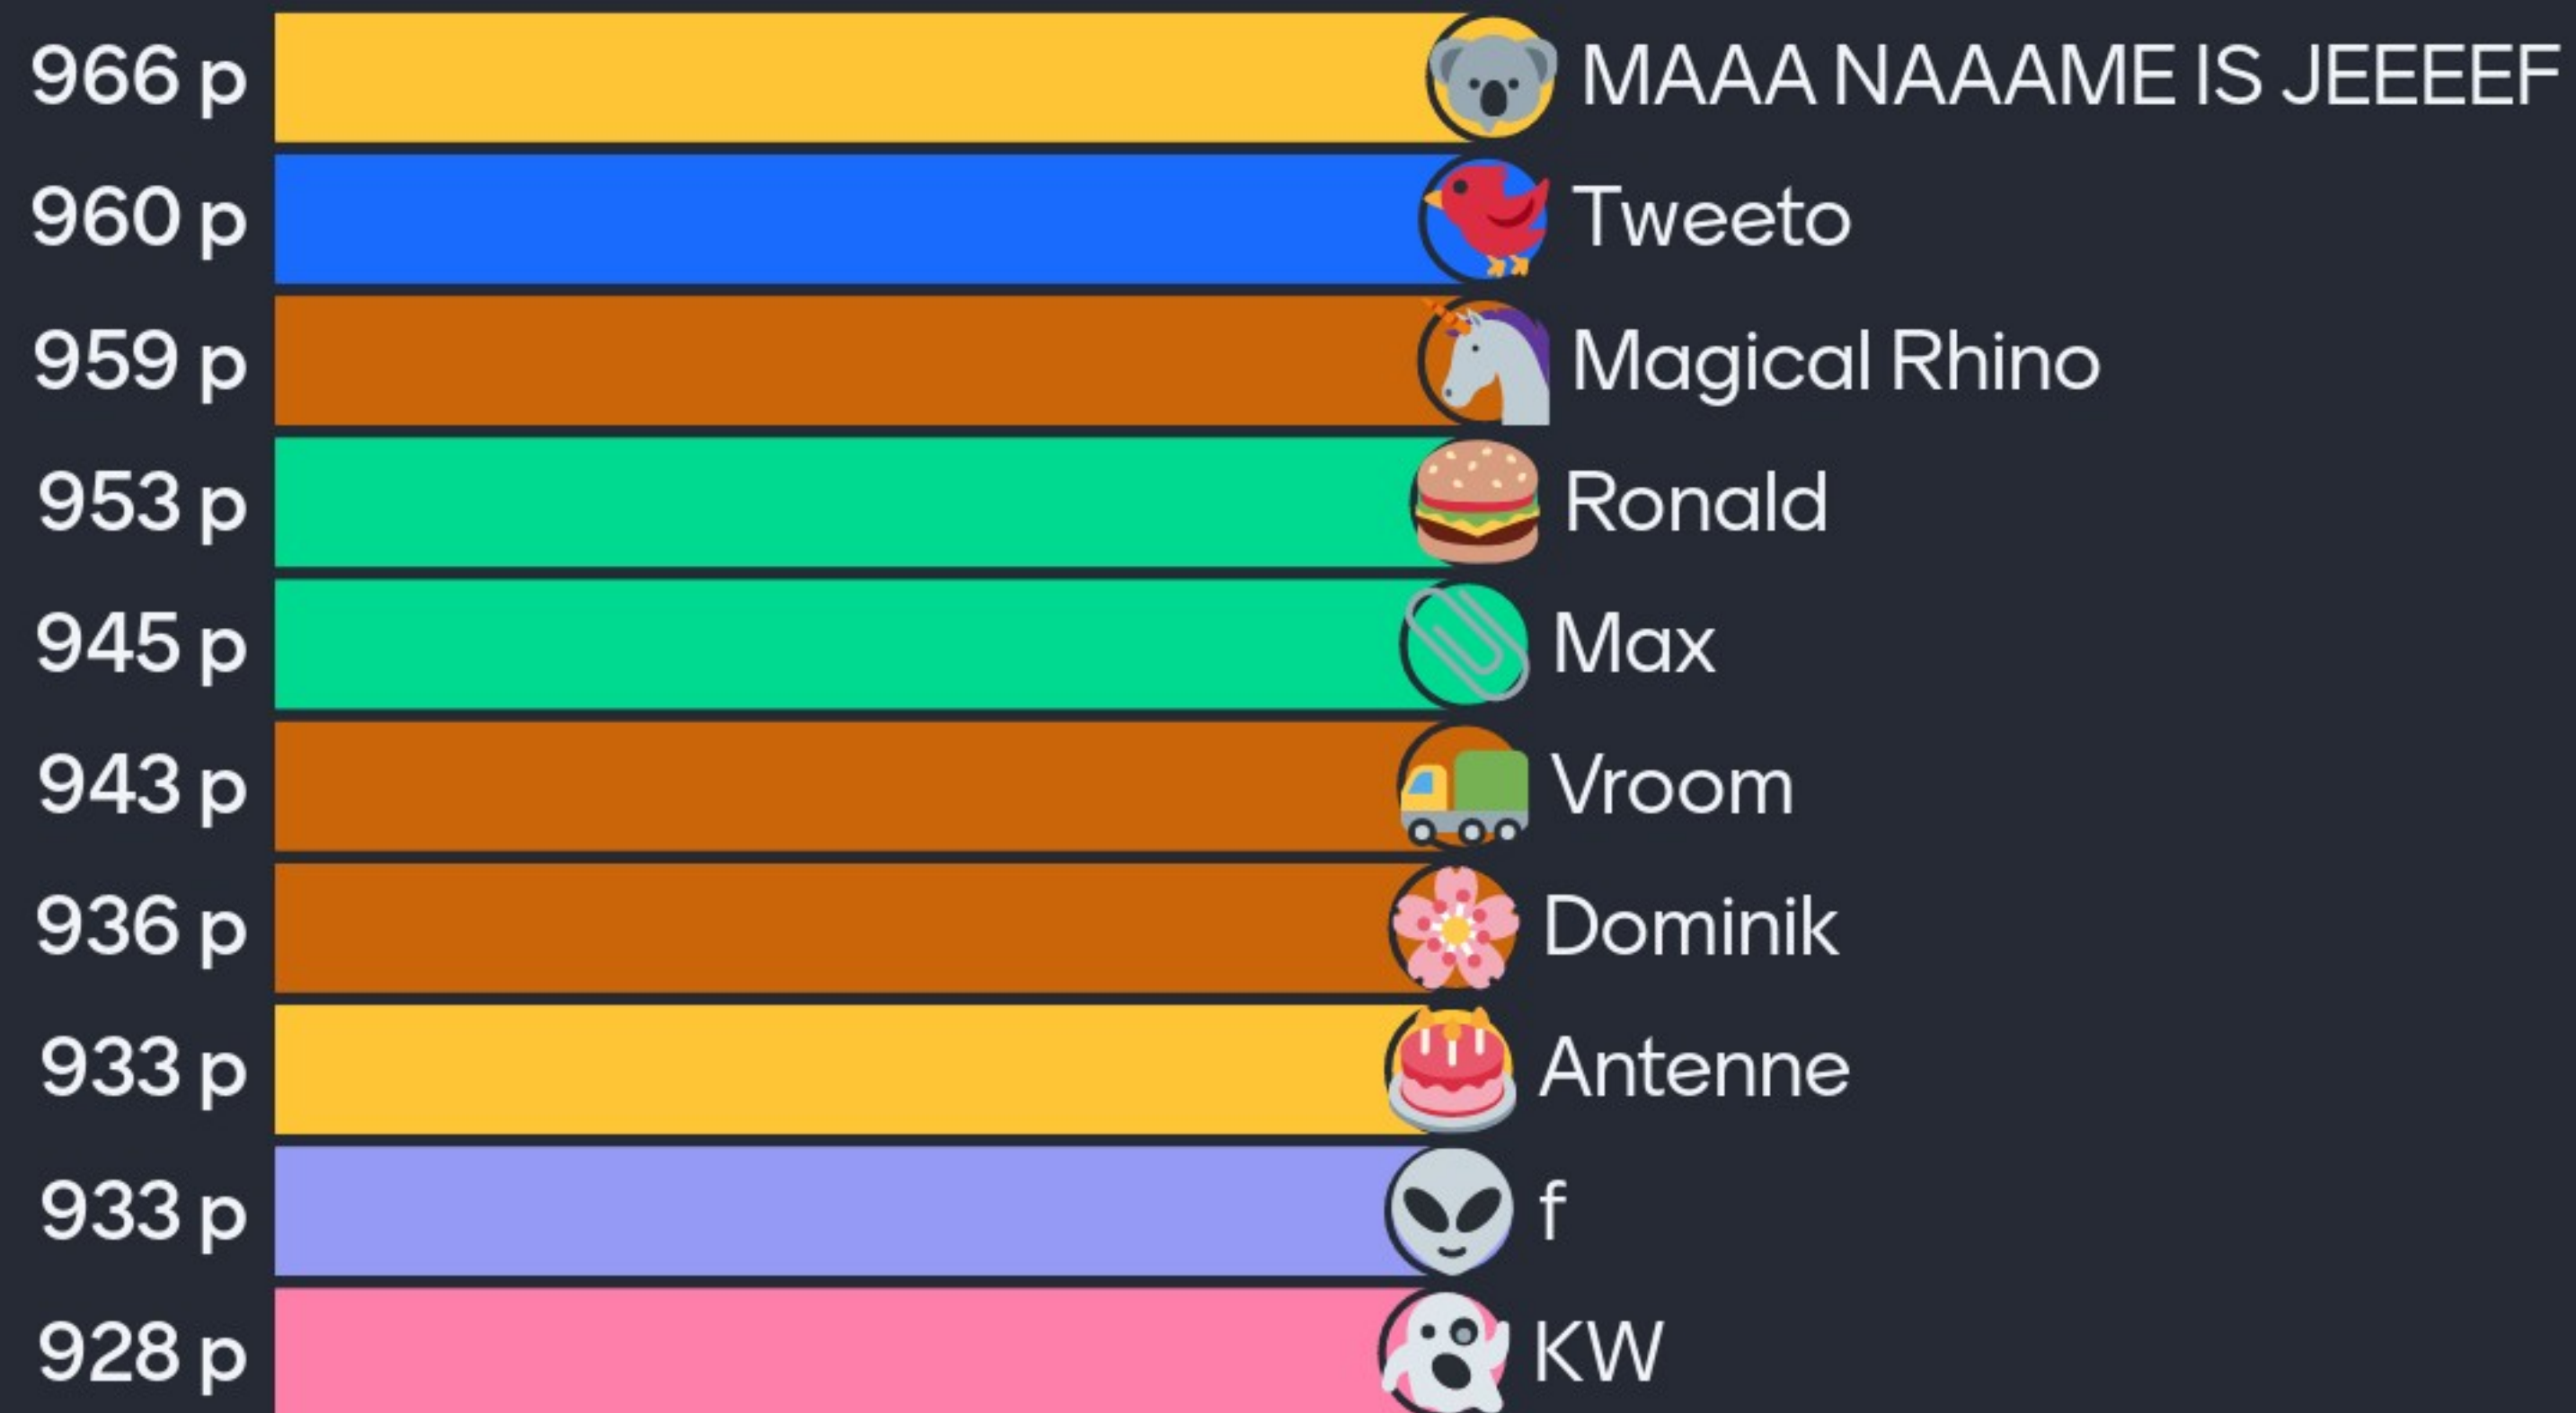 966 p MAAA NAAAME IS JEEEEF
960 p Tweeto
959 p Magical Rhino
953 p Ronald
945 p Max
943 p Vroom
936 p Dominik
933 p Antenne
933 p f
928 p KW